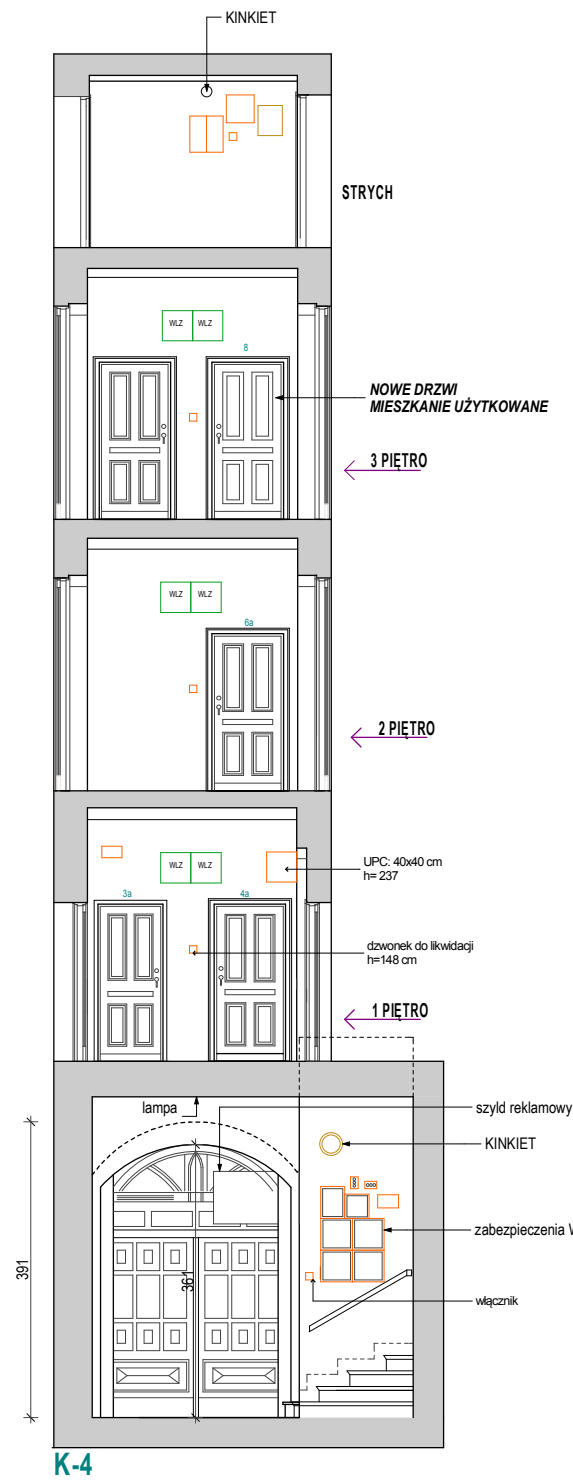 KINKIET
STRYCH
WLZ WLZ
8
NOWE DRZWI
MIESZKANIE UŻYTKOWANE
3 PIĘTRO
WLZ WLZ
6a
2 PIĘTRO
WLZ WLZ
UPC: 40x40 cm
h= 237
3a
4a
dzwonek do likwidacji
h=148 cm
1 PIĘTRO
lampa
szyld reklamowy
KINKIET
zabezpieczenia W
391
361
włącznik
K-4